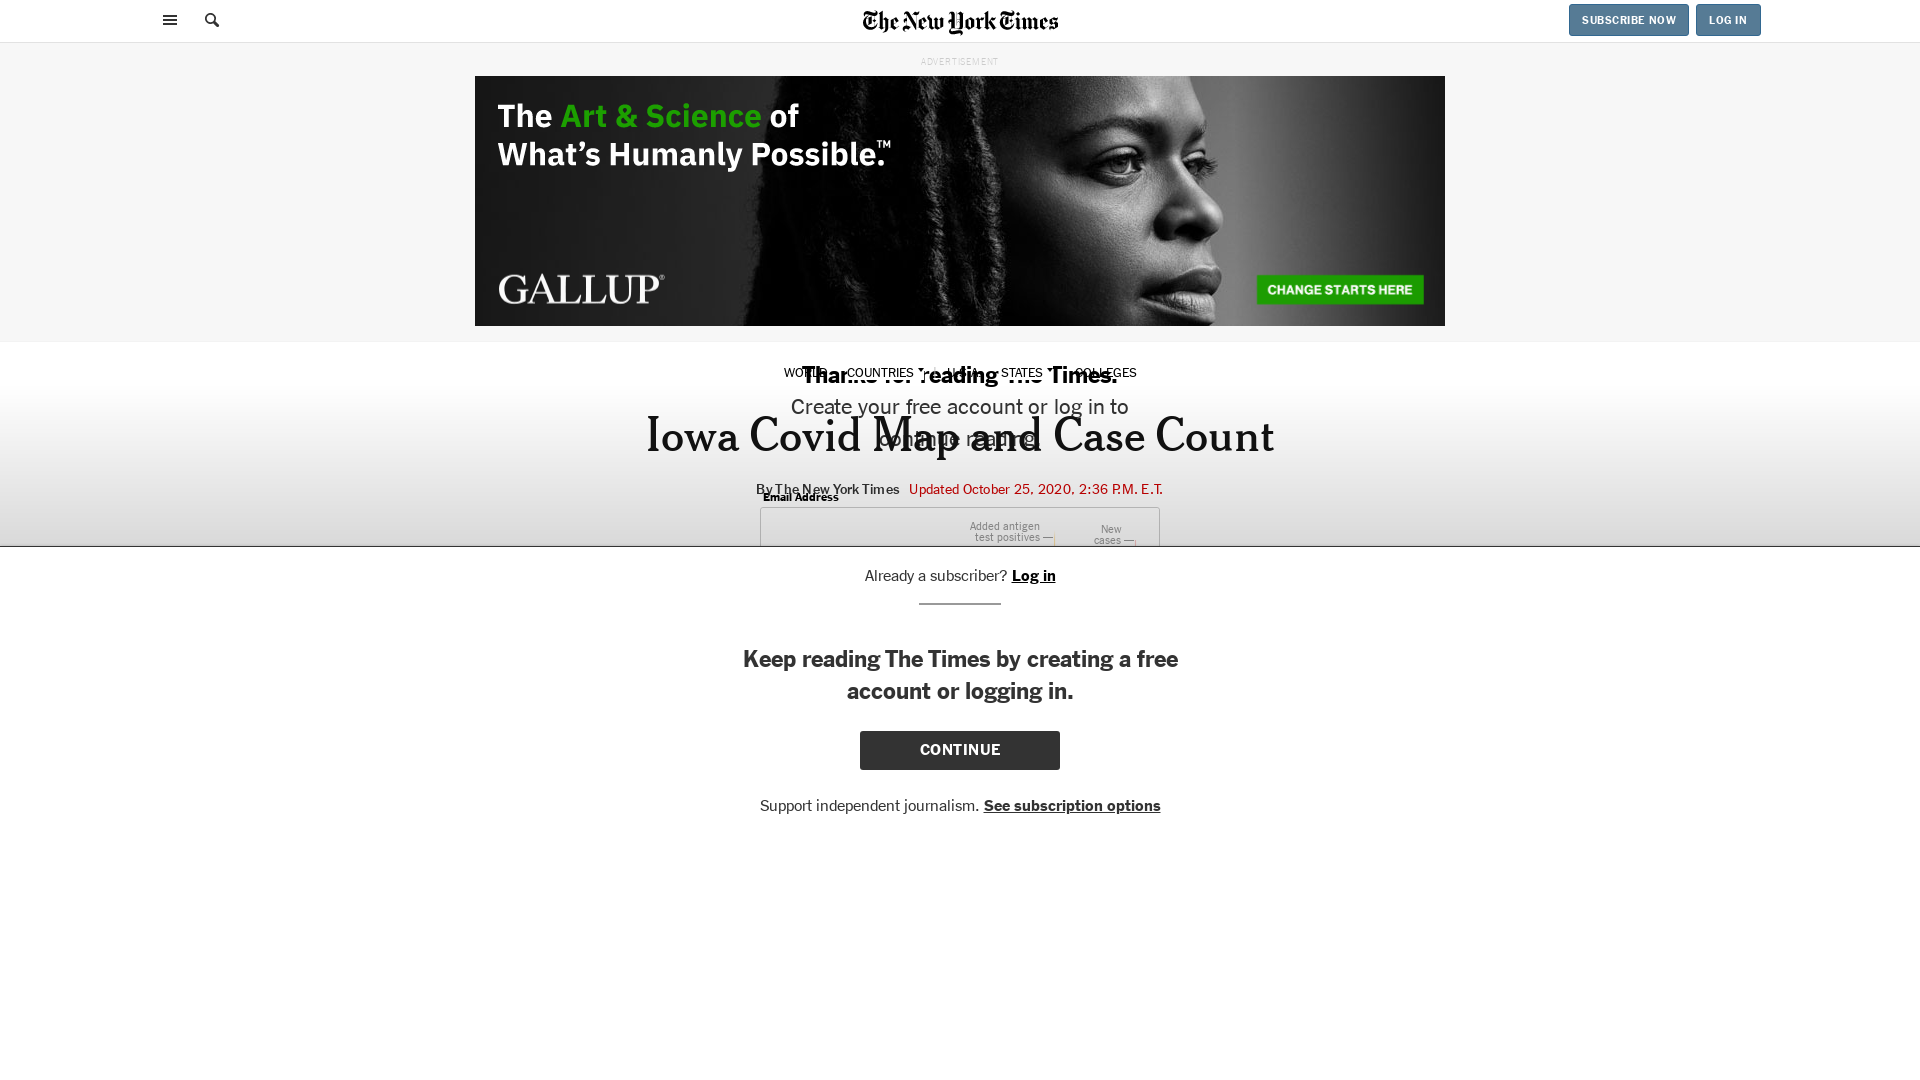 The New York Times
SUBSCRIBE NOW
LOG IN
ADVERTISEMENT
The Art & Science of
What's Humanly Possible.™
GALLUP®
CHANGE STARTS HERE
WORLD COUNTRIES U.S.A. STATES COLLEGES
Thanks for reading The Times.
Create your free account or log in to
continue reading.
Iowa Covid Map and Case Count
By The New York Times Updated October 25, 2020, 2:36 P.M. E.T.
Email Address
Added antigen
test positives —
New
cases —
Already a subscriber? Log in
Keep reading The Times by creating a free
account or logging in.
CONTINUE
Support independent journalism. See subscription options